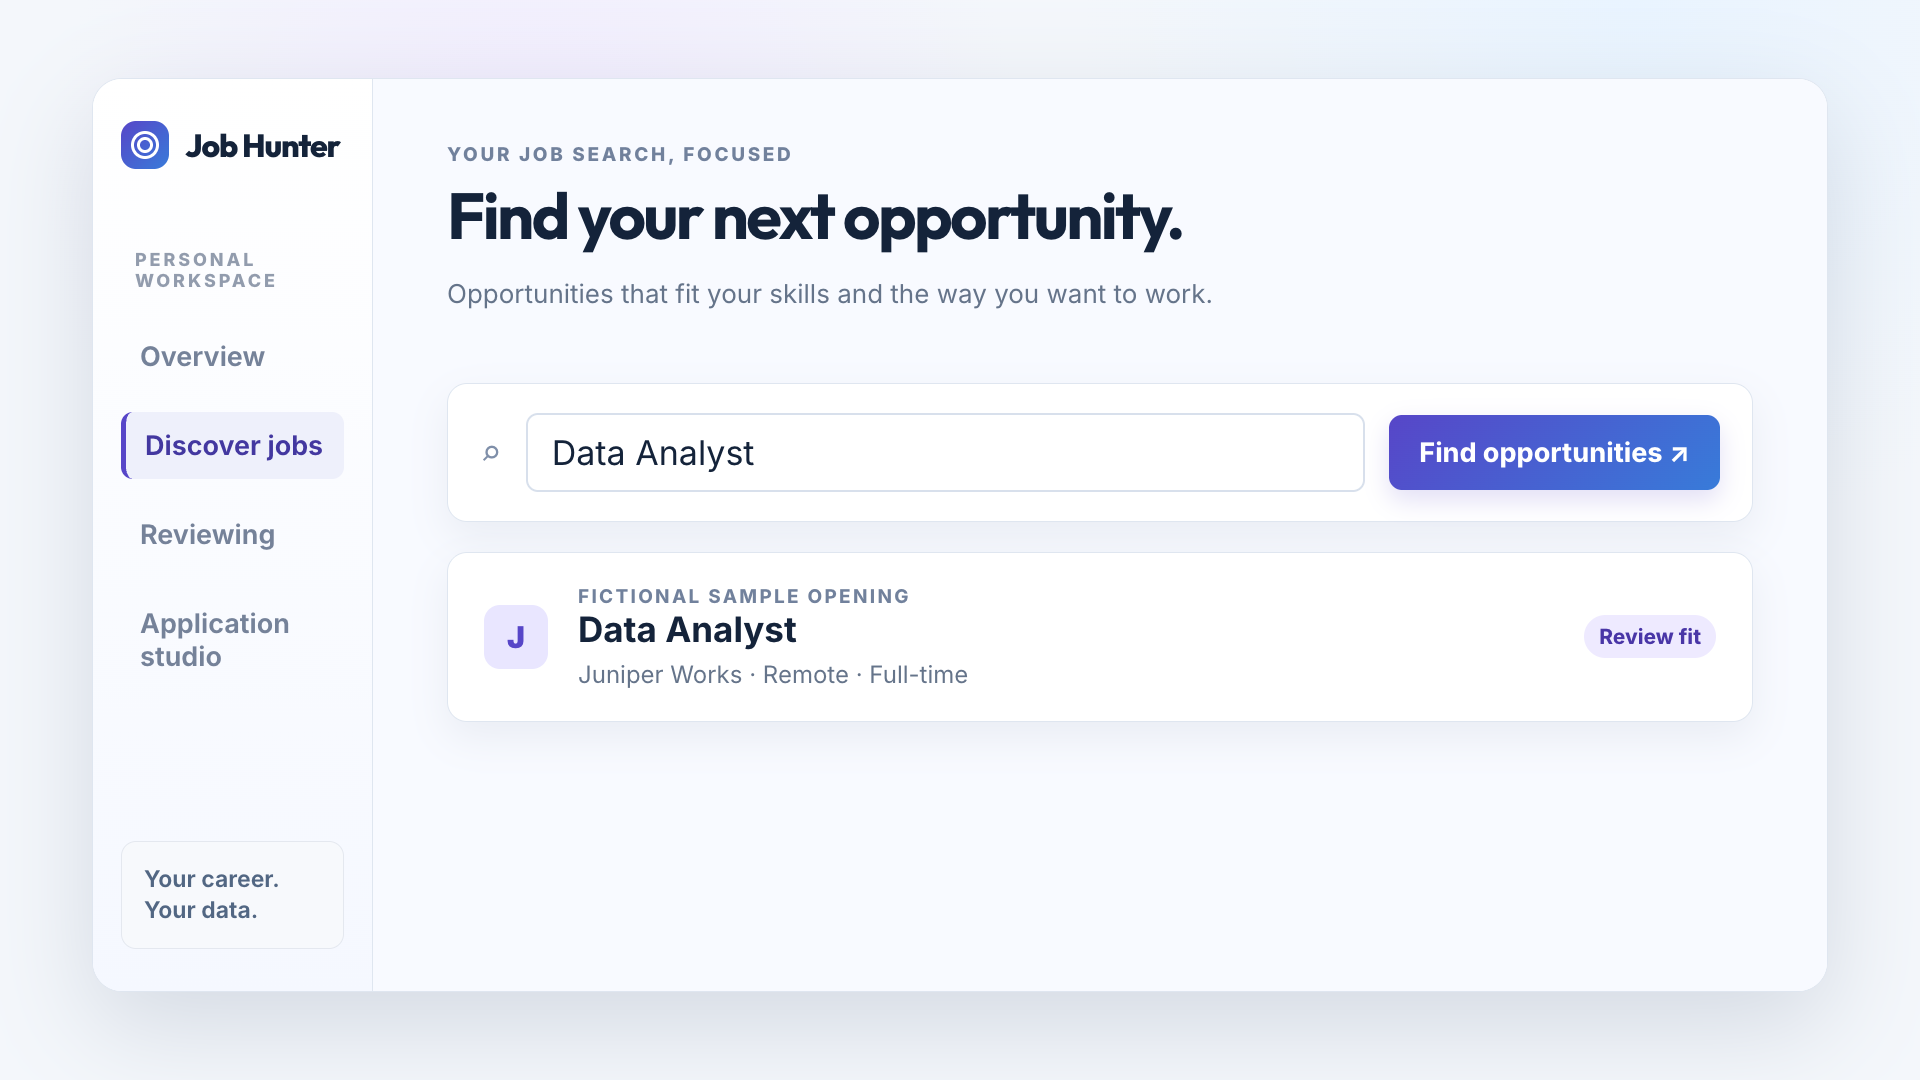 Job Hunter
PERSONAL
WORKSPACE
Overview
Discover jobs
Reviewing
Application
studio
Your career.
Your data.
YOUR JOB SEARCH, FOCUSED
Find your next opportunity.
Opportunities that fit your skills and the way you want to work.
Data Analyst
Find opportunities ↗
J
FICTIONAL SAMPLE OPENING
Data Analyst
Juniper Works · Remote · Full-time
Review fit